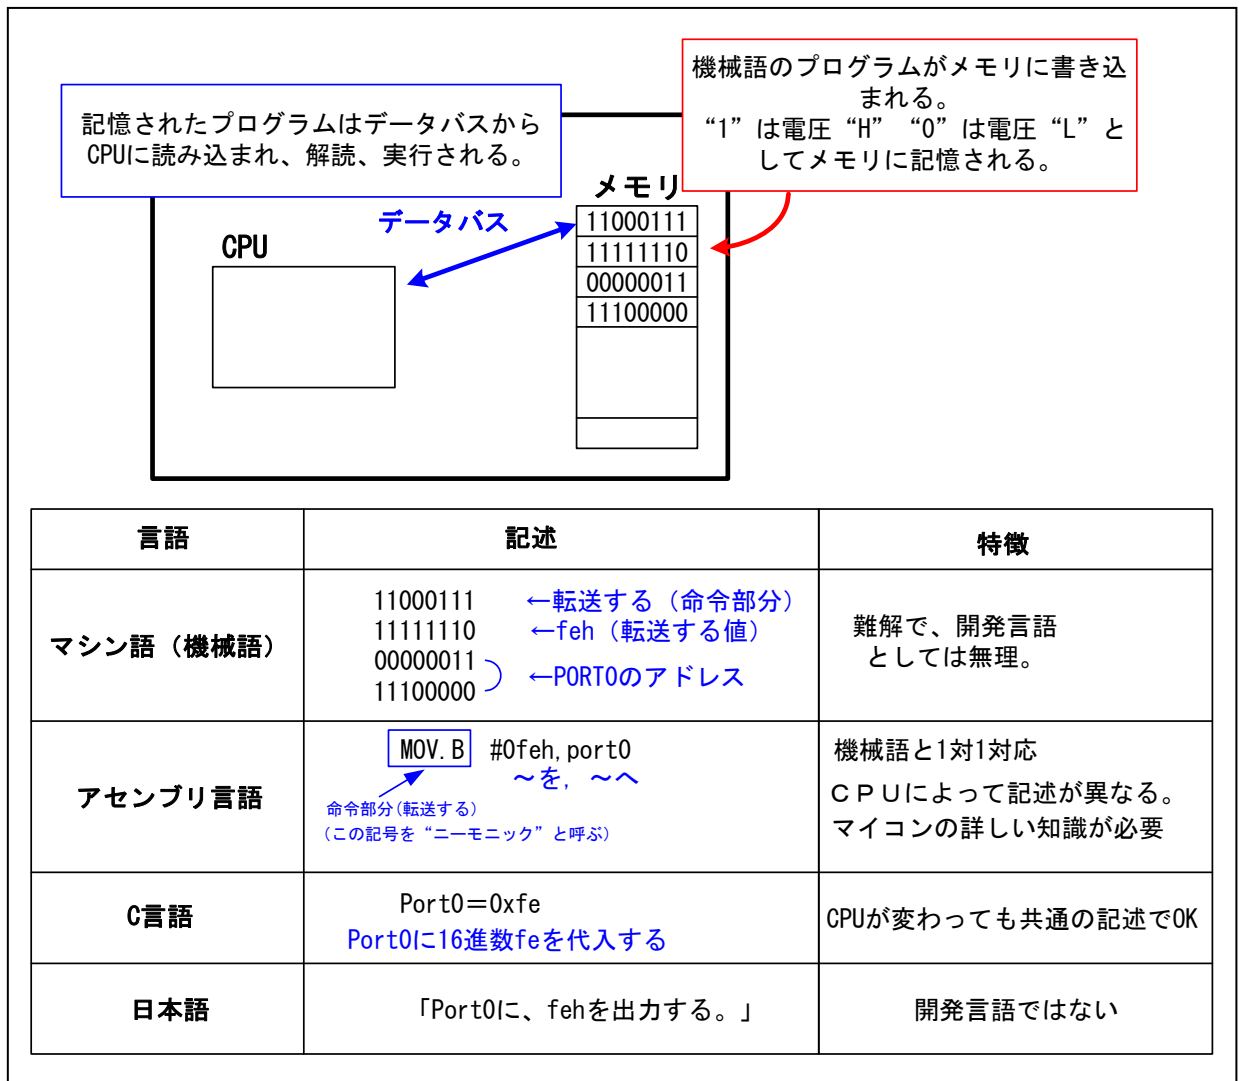 機械語のプログラムがメモリに書き込
まれる。
“1”は電圧“H”“0”は電圧“L”と
してメモリに記憶される。
記憶されたプログラムはデータバスから
CPUに読み込まれ、解読、実行される。
メモリ
データバス
CPU
11000111
11111110
00000011
11100000
言語
記述
特徴
マシン語（機械語）
11000111 ←転送する（命令部分）
11111110 ←feh（転送する値）
00000011
11100000
←PORT0のアドレス
難解で、開発言語
としては無理。
アセンブリ言語
MOV.B #0feh,port0
～を,～へ
命令部分(転送する)
(この記号を“ニーモニック”と呼ぶ)
機械語と1対1対応
ＣＰＵによって記述が異なる。
マイコンの詳しい知識が必要
C言語
Port0＝0xfe
Port0に16進数feを代入する
CPUが変わっても共通の記述でOK
日本語
「Port0に、fehを出力する。」
開発言語ではない